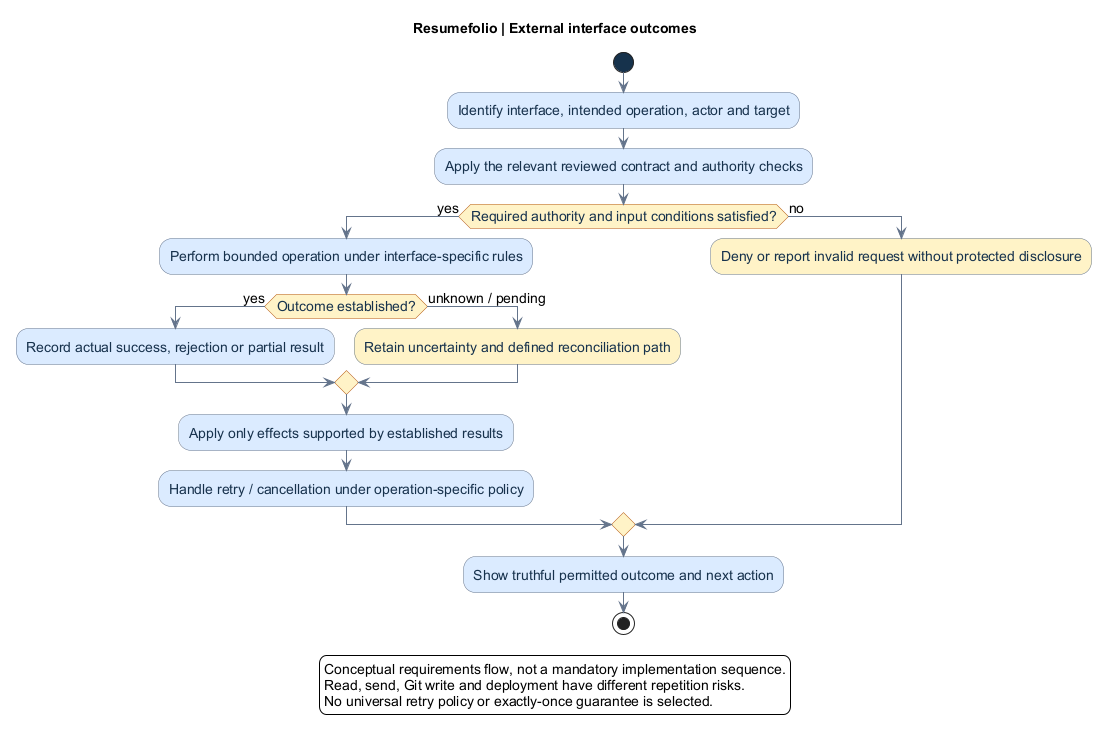 Resumefolio | External interface outcomes
Identify interface, intended operation, actor and target
Apply the relevant reviewed contract and authority checks
yes
Required authority and input conditions satisfied?
no
Perform bounded operation under interface-specific rules
Deny or report invalid request without protected disclosure
yes
Outcome established?
unknown / pending
Record actual success, rejection or partial result
Retain uncertainty and defined reconciliation path
Apply only effects supported by established results
Handle retry / cancellation under operation-specific policy
Show truthful permitted outcome and next action
Conceptual requirements flow, not a mandatory implementation sequence.
Read, send, Git write and deployment have different repetition risks.
No universal retry policy or exactly-once guarantee is selected.